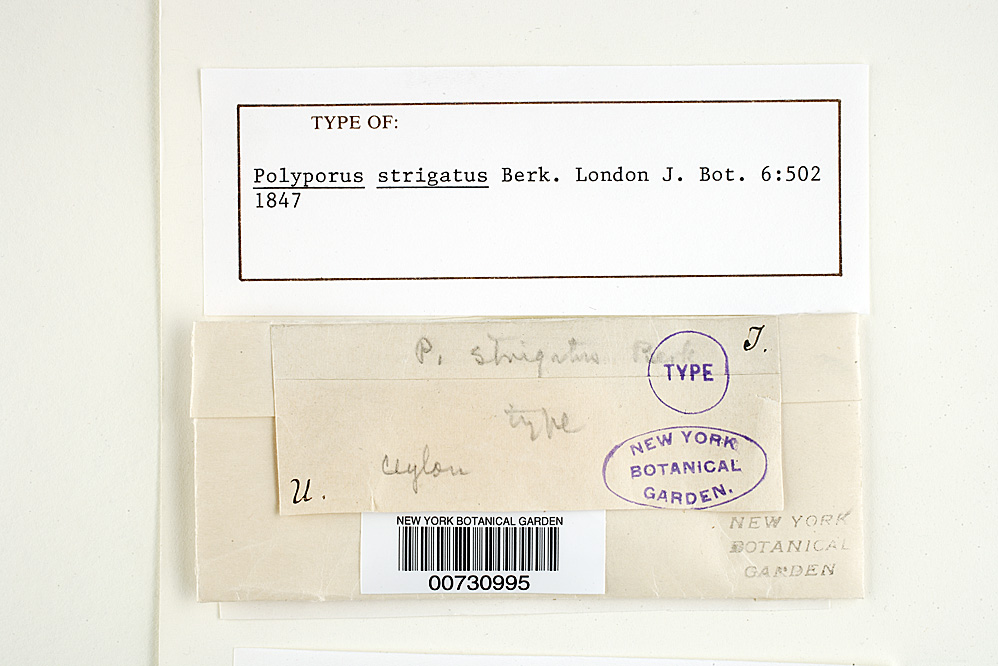 TYPE OF:
Polyporus strigatus Berk. London J. Bot. 6:502
1847
P. strigatus Berk
T.
TYPE
type
Ceylon
U.
NEW YORK
BOTANICAL
GARDEN.
NEW YORK BOTANICAL GARDEN
00730995
NEW YORK
BOTANICAL
GARDEN